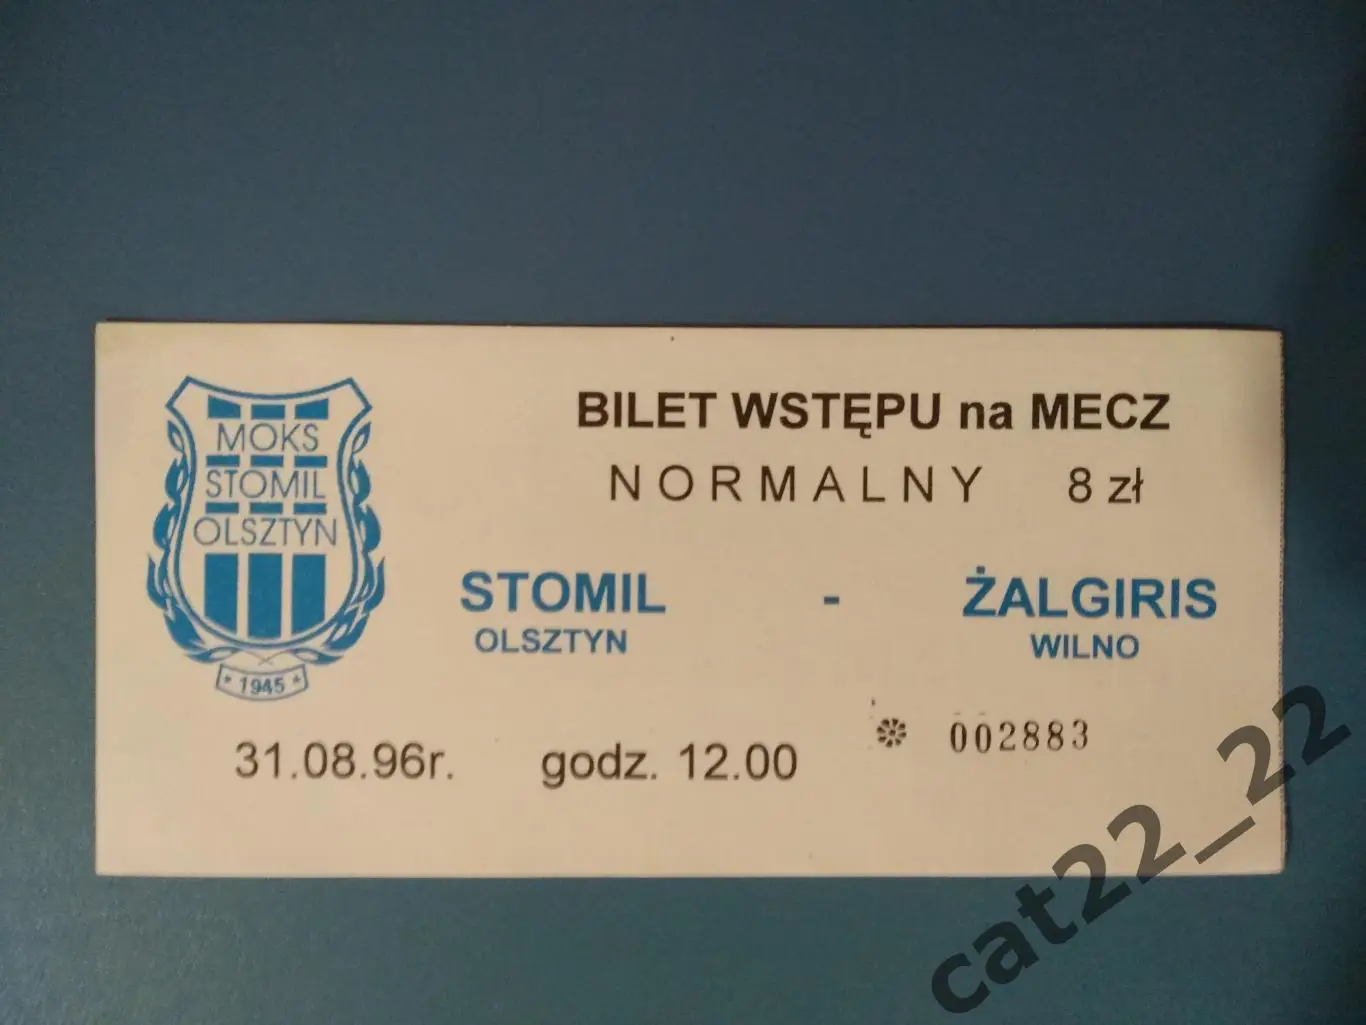 MOKS
STOMIL
OLSZTYN
* 1945 *
BILET WSTĘPU na MECZ
NORMALNY 8 zł
STOMIL - ŻALGIRIS
OLSZTYN WILNO
002883
31.08.96r. godz. 12.00
cat22_22